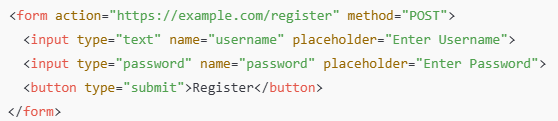 <form action="https://example.com/register" method="POST">
  <input type="text" name="username" placeholder="Enter Username">
  <input type="password" name="password" placeholder="Enter Password">
  <button type="submit">Register</button>
</form>